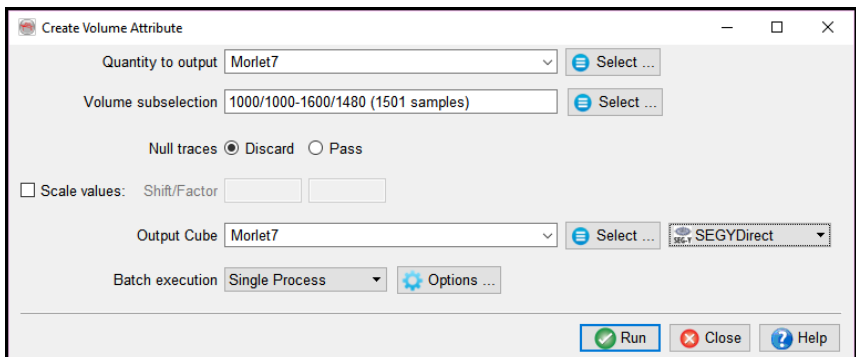 Create Volume Attribute
Quantity to output Morlet7 Select ...
Volume subselection 1000/1000-1600/1480 (1501 samples) Select ...
Null traces Discard Pass
Scale values: Shift/Factor
Output Cube Morlet7 Select ... SEG-Y SEGYDirect
Batch execution Single Process Options ...
Run Close Help